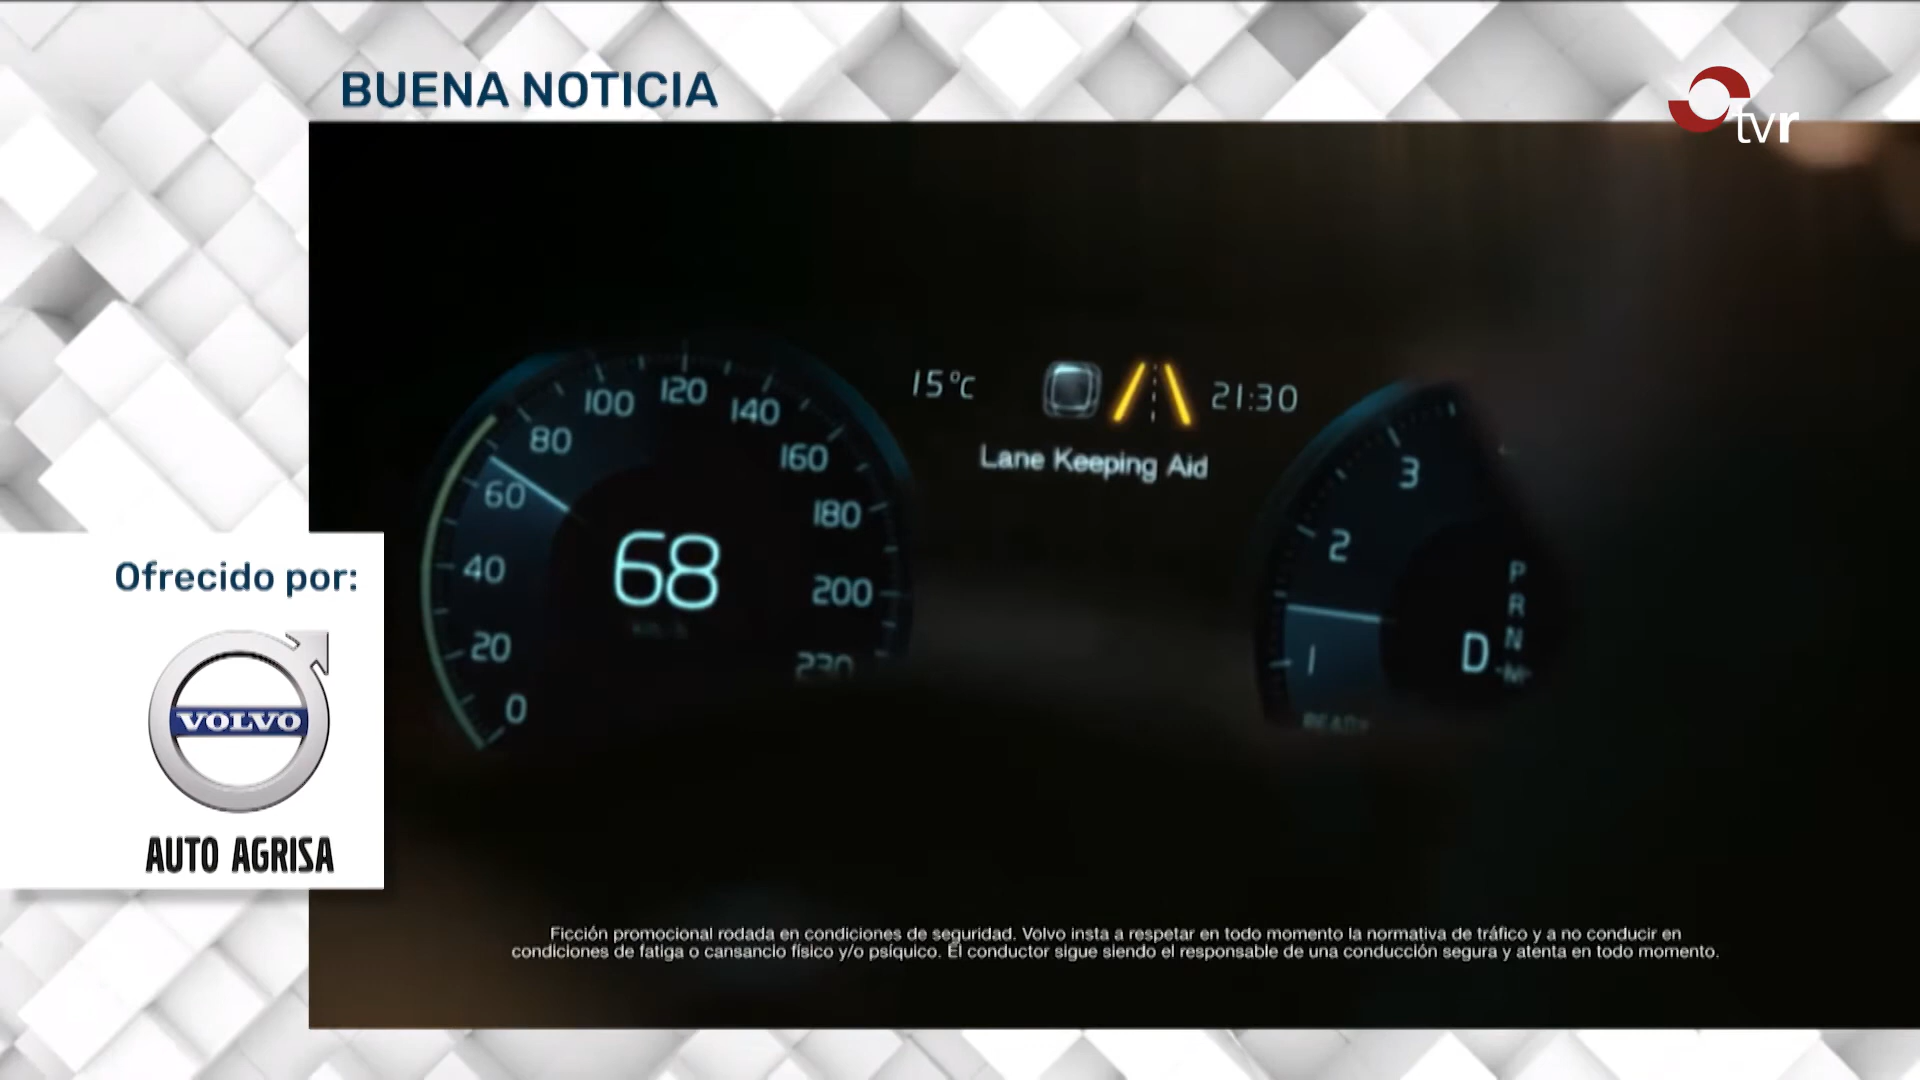 BUENA NOTICIA
tvr
15°C
21:30
Lane Keeping Aid
0
20
40
60
80
100
120
140
160
180
200
230
68
km/h
1
2
3
READY
P
R
N
D
-M-
Ofrecido por:
VOLVO
AUTO AGRISA
Ficción promocional rodada en condiciones de seguridad. Volvo insta a respetar en todo momento la normativa de tráfico y a no conducir en
condiciones de fatiga o cansancio físico y/o psíquico. El conductor sigue siendo el responsable de una conducción segura y atenta en todo momento.